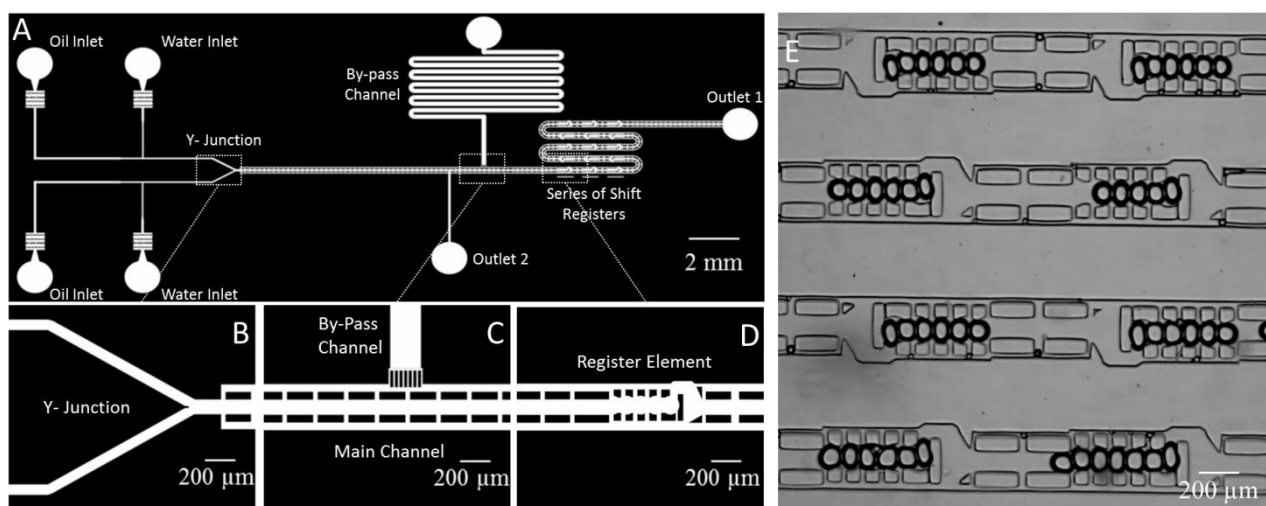 A
Oil Inlet
Water Inlet
By-pass
Channel
Outlet 1
Y- Junction
Series of Shift
Registers
2 mm
Outlet 2
Oil Inlet
Water Inlet
B
Y- Junction
200 µm
C
By-Pass
Channel
Main Channel
200 µm
D
Register Element
200 µm
E
200 µm